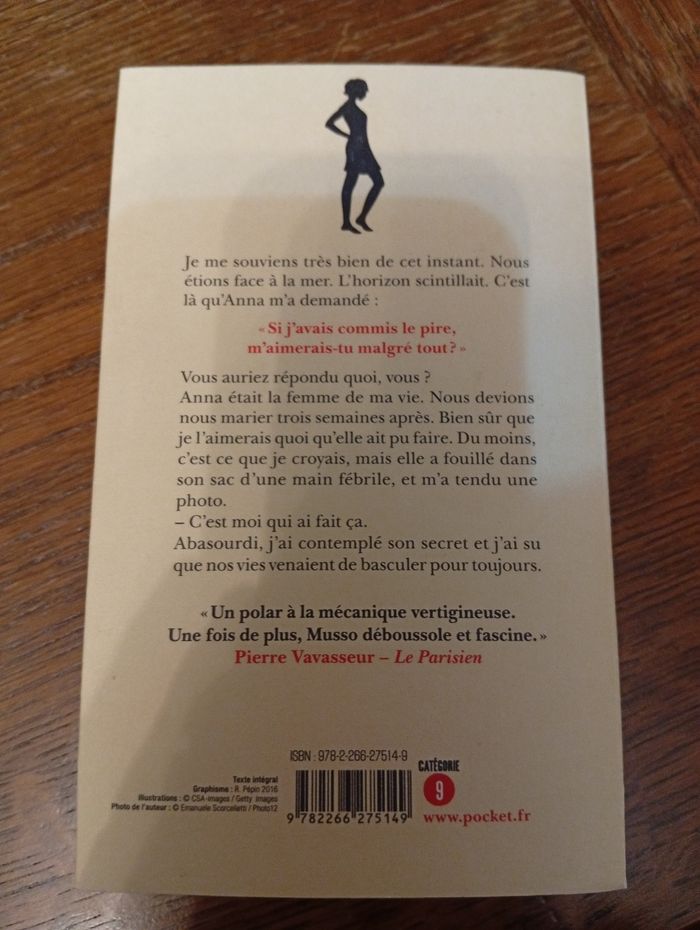 Je me souviens très bien de cet instant. Nous
étions face à la mer. L'horizon scintillait. C'est
là qu'Anna m'a demandé :
« Si j'avais commis le pire,
m'aimerais-tu malgré tout ? »
Vous auriez répondu quoi, vous ?
Anna était la femme de ma vie. Nous devions
nous marier trois semaines après. Bien sûr que
je l'aimerais quoi qu'elle ait pu faire. Du moins,
c'est ce que je croyais, mais elle a fouillé dans
son sac d'une main fébrile, et m'a tendu une
photo.
– C'est moi qui ai fait ça.
Abasourdi, j'ai contemplé son secret et j'ai su
que nos vies venaient de basculer pour toujours.
« Un polar à la mécanique vertigineuse.
Une fois de plus, Musso déboussole et fascine. »
Pierre Vavasseur – Le Parisien
Texte intégral
Graphisme : R. Pépin 2016
Illustrations : © CSA-images / Getty images
Photo de l'auteur : © Emanuele Scorcelletti / Photo12
ISBN : 978-2-266-27514-9
9 782266 275149
CATÉGORIE
9
www.pocket.fr